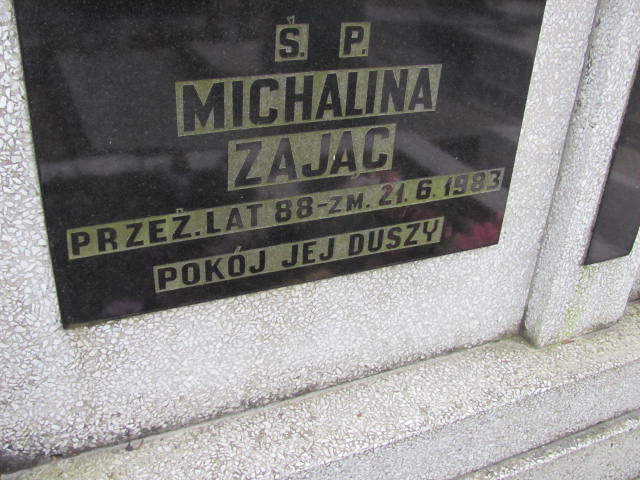 Ś. P.
MICHALINA
ZAJĄC
PRZEŻ. LAT 88 - ZM. 21. 6. 1983
POKÓJ JEJ DUSZY